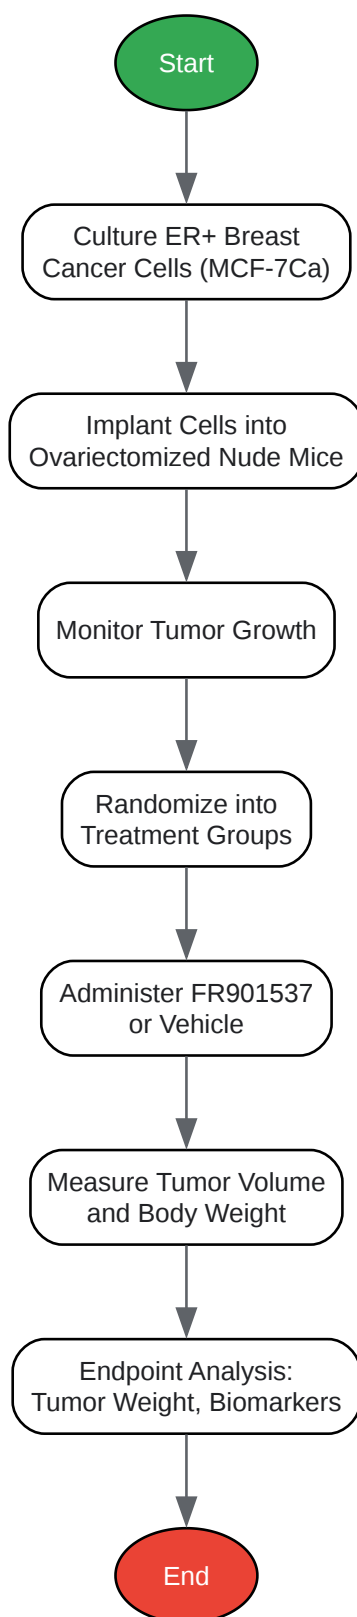 Start
Culture ER+ Breast
Cancer Cells (MCF-7Ca)
Implant Cells into
Ovariectomized Nude Mice
Monitor Tumor Growth
Randomize into
Treatment Groups
Administer FR901537
or Vehicle
Measure Tumor Volume
and Body Weight
Endpoint Analysis:
Tumor Weight, Biomarkers
End